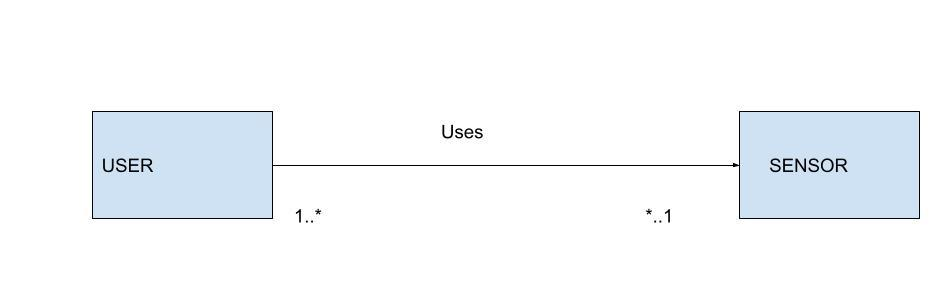 Uses
USER
SENSOR
1..*
*..1